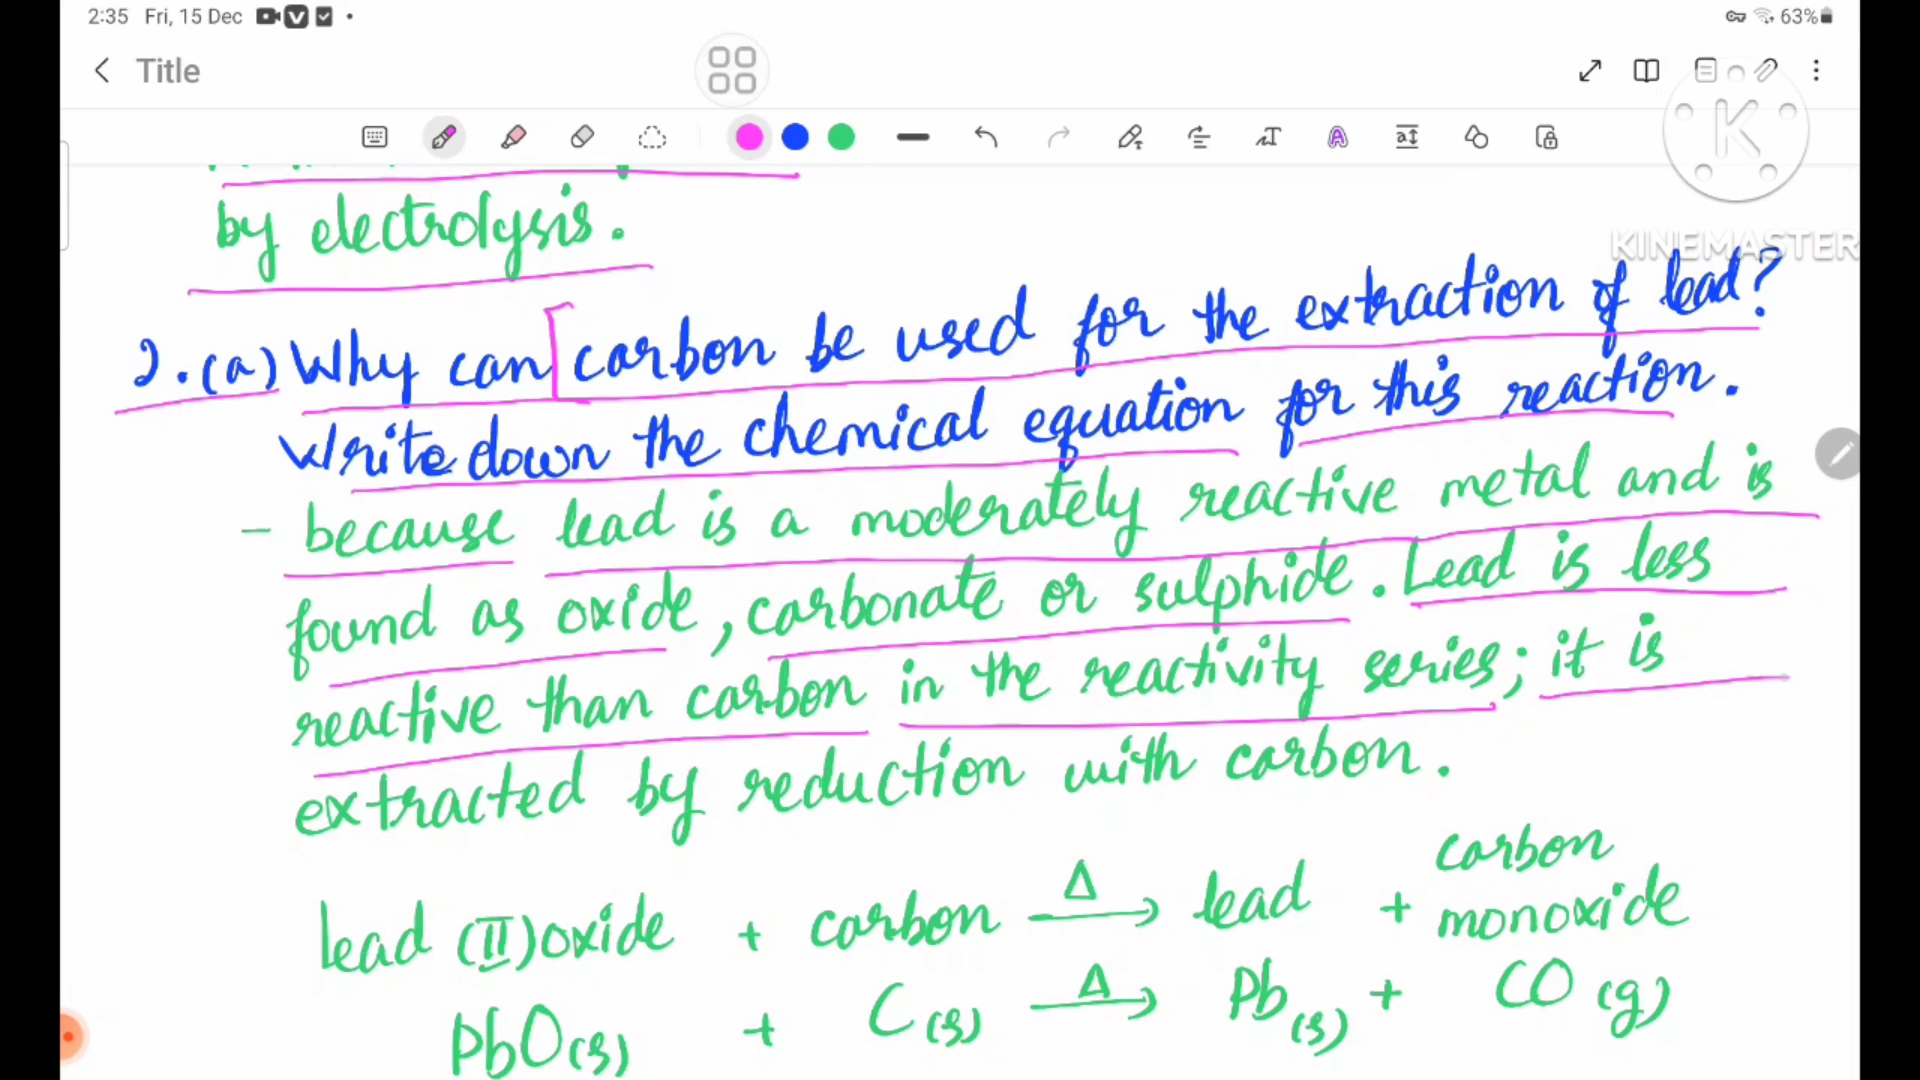 2:35 Fri, 15 Dec
63%
Title
KINEMASTER
by electrolysis.
2.(a) Why can carbon be used for the extraction of lead?
Write down the chemical equation for this reaction.
- because lead is a moderately reactive metal and is
found as oxide, carbonate or sulphide. Lead is less
reactive than carbon in the reactivity series; it is
extracted by reduction with carbon.
lead (II) oxide + carbon Δ→ lead + carbon monoxide
PbO(s) + C(s) Δ→ Pb(s) + CO (g)